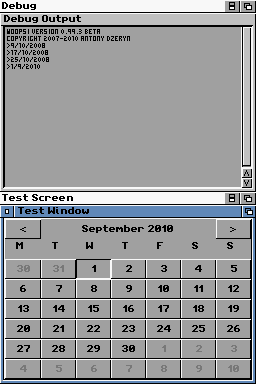 Debug
Debug Output
WOOPSI VERSION 0.99.3 BETA
COPYRIGHT 2007-2010 ANTONY DZERYN
>9/10/2008
>17/10/2008
>25/10/2008
>1/9/2010
Test Screen
Test Window
< September 2010 >
M T W T F S S
30 31 1 2 3 4 5
6 7 8 9 10 11 12
13 14 15 16 17 18 19
20 21 22 23 24 25 26
27 28 29 30 1 2 3
4 5 6 7 8 9 10